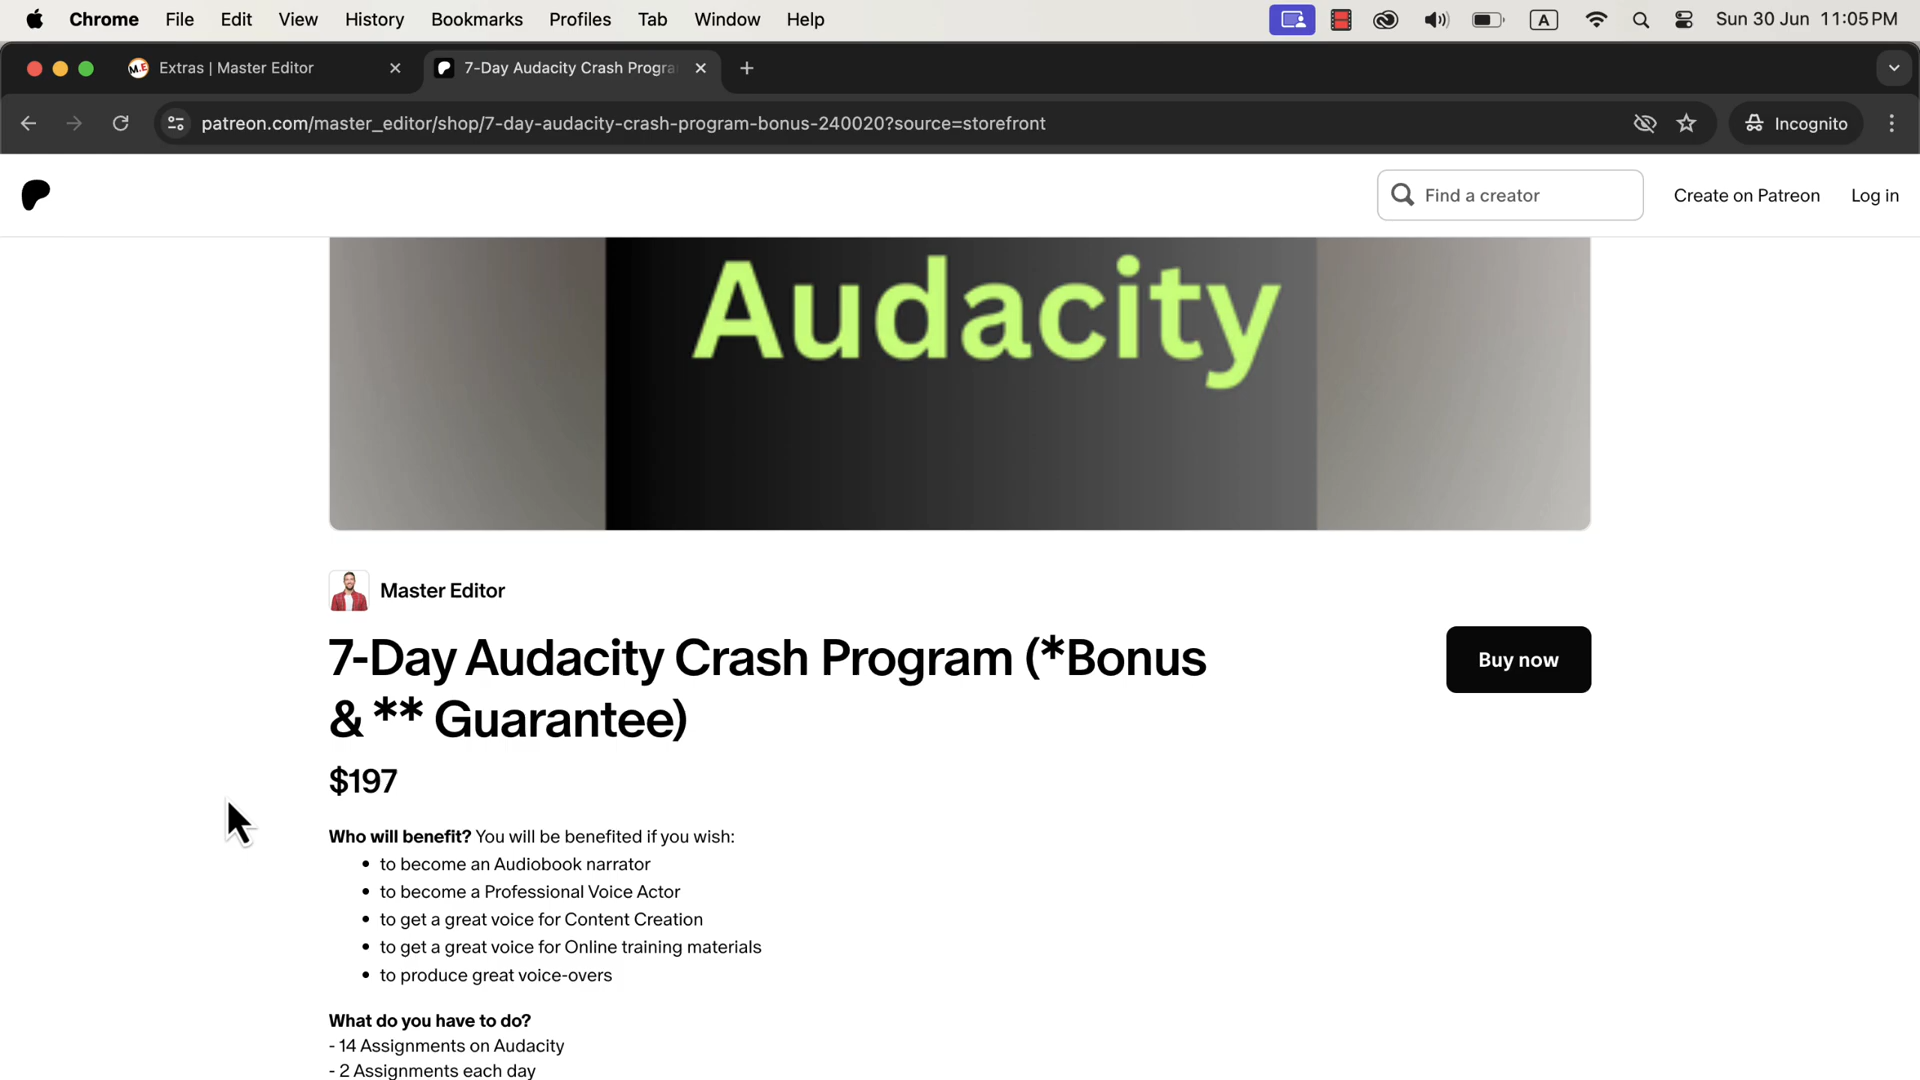 Chrome File Edit View History Bookmarks Profiles Tab Window Help A Sun 30 Jun 11:05 PM
M.E Extras | Master Editor 7-Day Audacity Crash Progra
patreon.com/master_editor/shop/7-day-audacity-crash-program-bonus-240020?source=storefront Incognito
Find a creator Create on Patreon Log in
Audacity
Master Editor
7-Day Audacity Crash Program (*Bonus
& ** Guarantee)
Buy now
$197
Who will benefit? You will be benefited if you wish:
• to become an Audiobook narrator
• to become a Professional Voice Actor
• to get a great voice for Content Creation
• to get a great voice for Online training materials
• to produce great voice-overs
What do you have to do?
- 14 Assignments on Audacity
- 2 Assignments each day